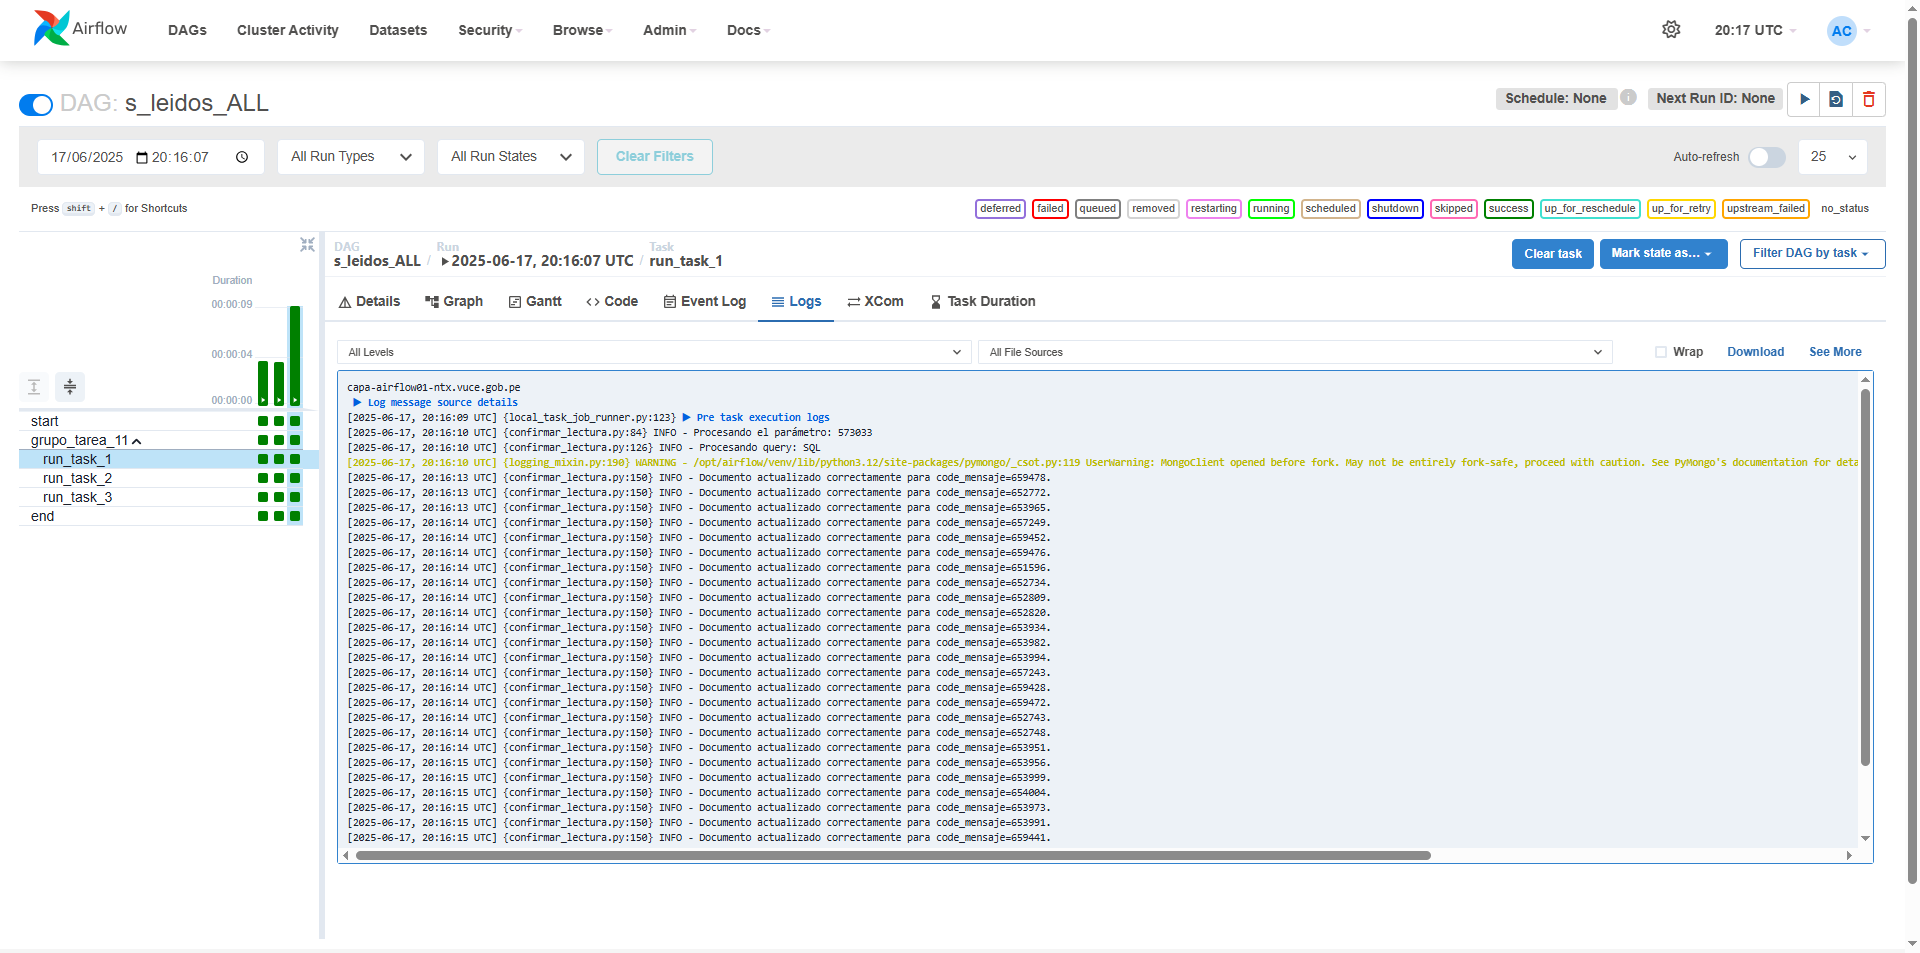 Airflow DAGs Cluster Activity Datasets Security Browse Admin Docs 20:17 UTC AC
DAG: s_leidos_ALL Schedule: None i Next Run ID: None
17/06/2025 20:16:07 All Run Types All Run States Clear Filters Auto-refresh 25
Press shift + / for Shortcuts deferred failed queued removed restarting running scheduled shutdown skipped success up_for_reschedule up_for_retry upstream_failed no_status
Duration
00:00:09
00:00:04
00:00:00
start
grupo_tarea_11
run_task_1
run_task_2
run_task_3
end
DAG Run Task
s_leidos_ALL / 2025-06-17, 20:16:07 UTC / run_task_1 Clear task Mark state as... Filter DAG by task
Details Graph Gantt Code Event Log Logs XCom Task Duration
All Levels All File Sources Wrap Download See More
capa-airflow01-ntx.vuce.gob.pe
▶ Log message source details
[2025-06-17, 20:16:09 UTC] {local_task_job_runner.py:123} ▶ Pre task execution logs
[2025-06-17, 20:16:10 UTC] {confirmar_lectura.py:84} INFO - Procesando el parámetro: 573033
[2025-06-17, 20:16:10 UTC] {confirmar_lectura.py:126} INFO - Procesando query: SQL
[2025-06-17, 20:16:10 UTC] {logging_mixin.py:190} WARNING - /opt/airflow/venv/lib/python3.12/site-packages/pymongo/_csot.py:119 UserWarning: MongoClient opened before fork. May not be entirely fork-safe, proceed with caution. See PyMongo's documentation for deta
[2025-06-17, 20:16:13 UTC] {confirmar_lectura.py:150} INFO - Documento actualizado correctamente para code_mensaje=659478.
[2025-06-17, 20:16:13 UTC] {confirmar_lectura.py:150} INFO - Documento actualizado correctamente para code_mensaje=652772.
[2025-06-17, 20:16:13 UTC] {confirmar_lectura.py:150} INFO - Documento actualizado correctamente para code_mensaje=653965.
[2025-06-17, 20:16:14 UTC] {confirmar_lectura.py:150} INFO - Documento actualizado correctamente para code_mensaje=657249.
[2025-06-17, 20:16:14 UTC] {confirmar_lectura.py:150} INFO - Documento actualizado correctamente para code_mensaje=659452.
[2025-06-17, 20:16:14 UTC] {confirmar_lectura.py:150} INFO - Documento actualizado correctamente para code_mensaje=659476.
[2025-06-17, 20:16:14 UTC] {confirmar_lectura.py:150} INFO - Documento actualizado correctamente para code_mensaje=651596.
[2025-06-17, 20:16:14 UTC] {confirmar_lectura.py:150} INFO - Documento actualizado correctamente para code_mensaje=652734.
[2025-06-17, 20:16:14 UTC] {confirmar_lectura.py:150} INFO - Documento actualizado correctamente para code_mensaje=652809.
[2025-06-17, 20:16:14 UTC] {confirmar_lectura.py:150} INFO - Documento actualizado correctamente para code_mensaje=652820.
[2025-06-17, 20:16:14 UTC] {confirmar_lectura.py:150} INFO - Documento actualizado correctamente para code_mensaje=653934.
[2025-06-17, 20:16:14 UTC] {confirmar_lectura.py:150} INFO - Documento actualizado correctamente para code_mensaje=653982.
[2025-06-17, 20:16:14 UTC] {confirmar_lectura.py:150} INFO - Documento actualizado correctamente para code_mensaje=653994.
[2025-06-17, 20:16:14 UTC] {confirmar_lectura.py:150} INFO - Documento actualizado correctamente para code_mensaje=657243.
[2025-06-17, 20:16:14 UTC] {confirmar_lectura.py:150} INFO - Documento actualizado correctamente para code_mensaje=659428.
[2025-06-17, 20:16:14 UTC] {confirmar_lectura.py:150} INFO - Documento actualizado correctamente para code_mensaje=659472.
[2025-06-17, 20:16:14 UTC] {confirmar_lectura.py:150} INFO - Documento actualizado correctamente para code_mensaje=652743.
[2025-06-17, 20:16:14 UTC] {confirmar_lectura.py:150} INFO - Documento actualizado correctamente para code_mensaje=652748.
[2025-06-17, 20:16:14 UTC] {confirmar_lectura.py:150} INFO - Documento actualizado correctamente para code_mensaje=653951.
[2025-06-17, 20:16:15 UTC] {confirmar_lectura.py:150} INFO - Documento actualizado correctamente para code_mensaje=653956.
[2025-06-17, 20:16:15 UTC] {confirmar_lectura.py:150} INFO - Documento actualizado correctamente para code_mensaje=653999.
[2025-06-17, 20:16:15 UTC] {confirmar_lectura.py:150} INFO - Documento actualizado correctamente para code_mensaje=654004.
[2025-06-17, 20:16:15 UTC] {confirmar_lectura.py:150} INFO - Documento actualizado correctamente para code_mensaje=653973.
[2025-06-17, 20:16:15 UTC] {confirmar_lectura.py:150} INFO - Documento actualizado correctamente para code_mensaje=653991.
[2025-06-17, 20:16:15 UTC] {confirmar_lectura.py:150} INFO - Documento actualizado correctamente para code_mensaje=659441.